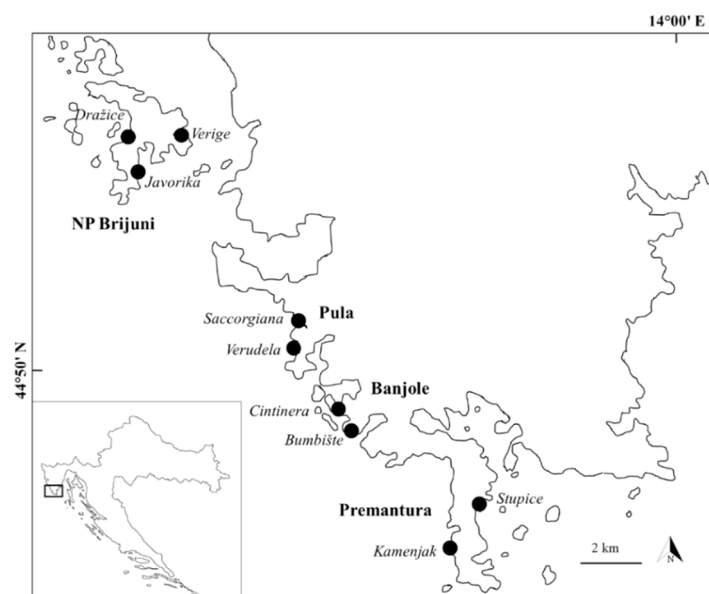 14°00' E
Dražice
Verige
Javorika
NP Brijuni
Saccorgiana
Pula
Verudela
44°50' N
Banjole
Cintinera
Bumbište
Stupice
Premantura
Kamenjak
2 km
N